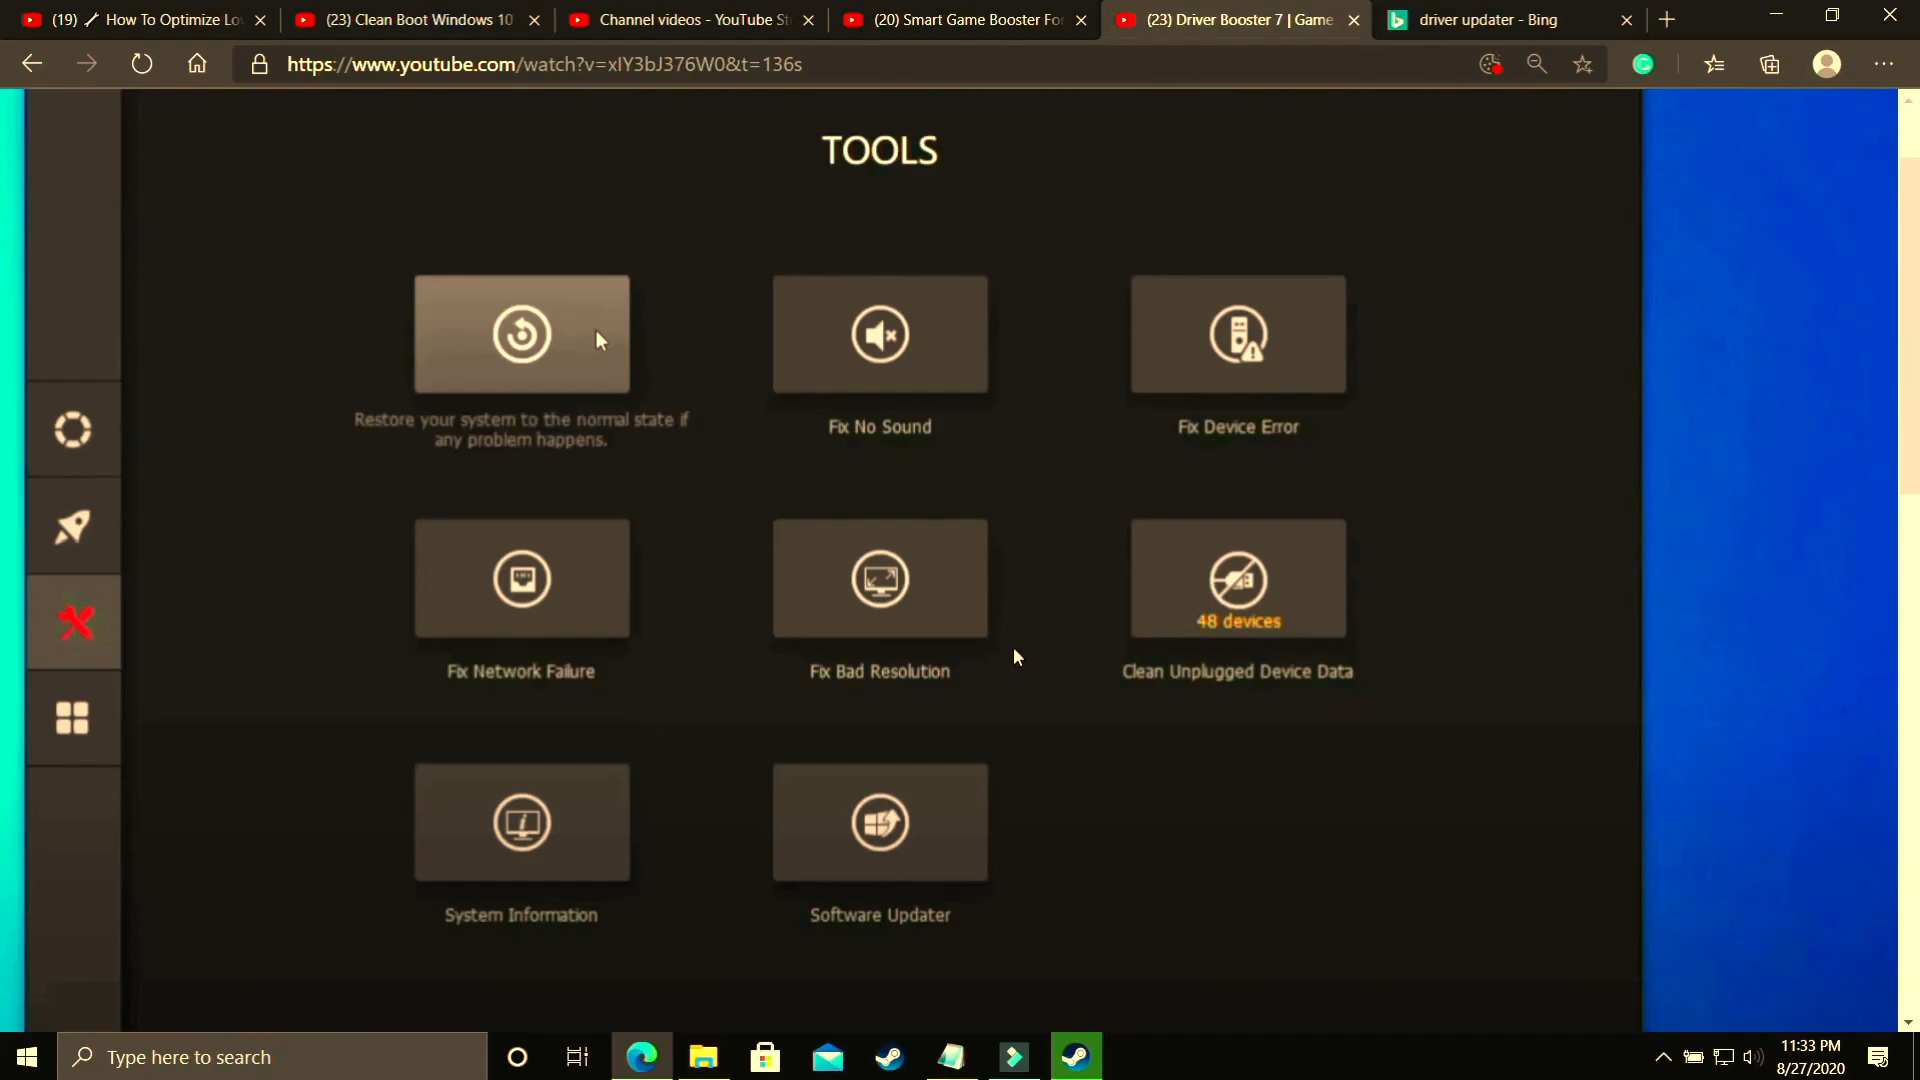 (19) How To Optimize Lo
(23) Clean Boot Windows 10
Channel videos - YouTube St
(20) Smart Game Booster Fo
(23) Driver Booster 7 | Game
driver updater - Bing
https://www.youtube.com/watch?v=xIY3bJ376W0&t=136s
TOOLS
Restore your system to the normal state if
any problem happens.
Fix No Sound
Fix Device Error
48 devices
Fix Network Failure
Fix Bad Resolution
Clean Unplugged Device Data
System Information
Software Updater
Type here to search
11:33 PM
8/27/2020